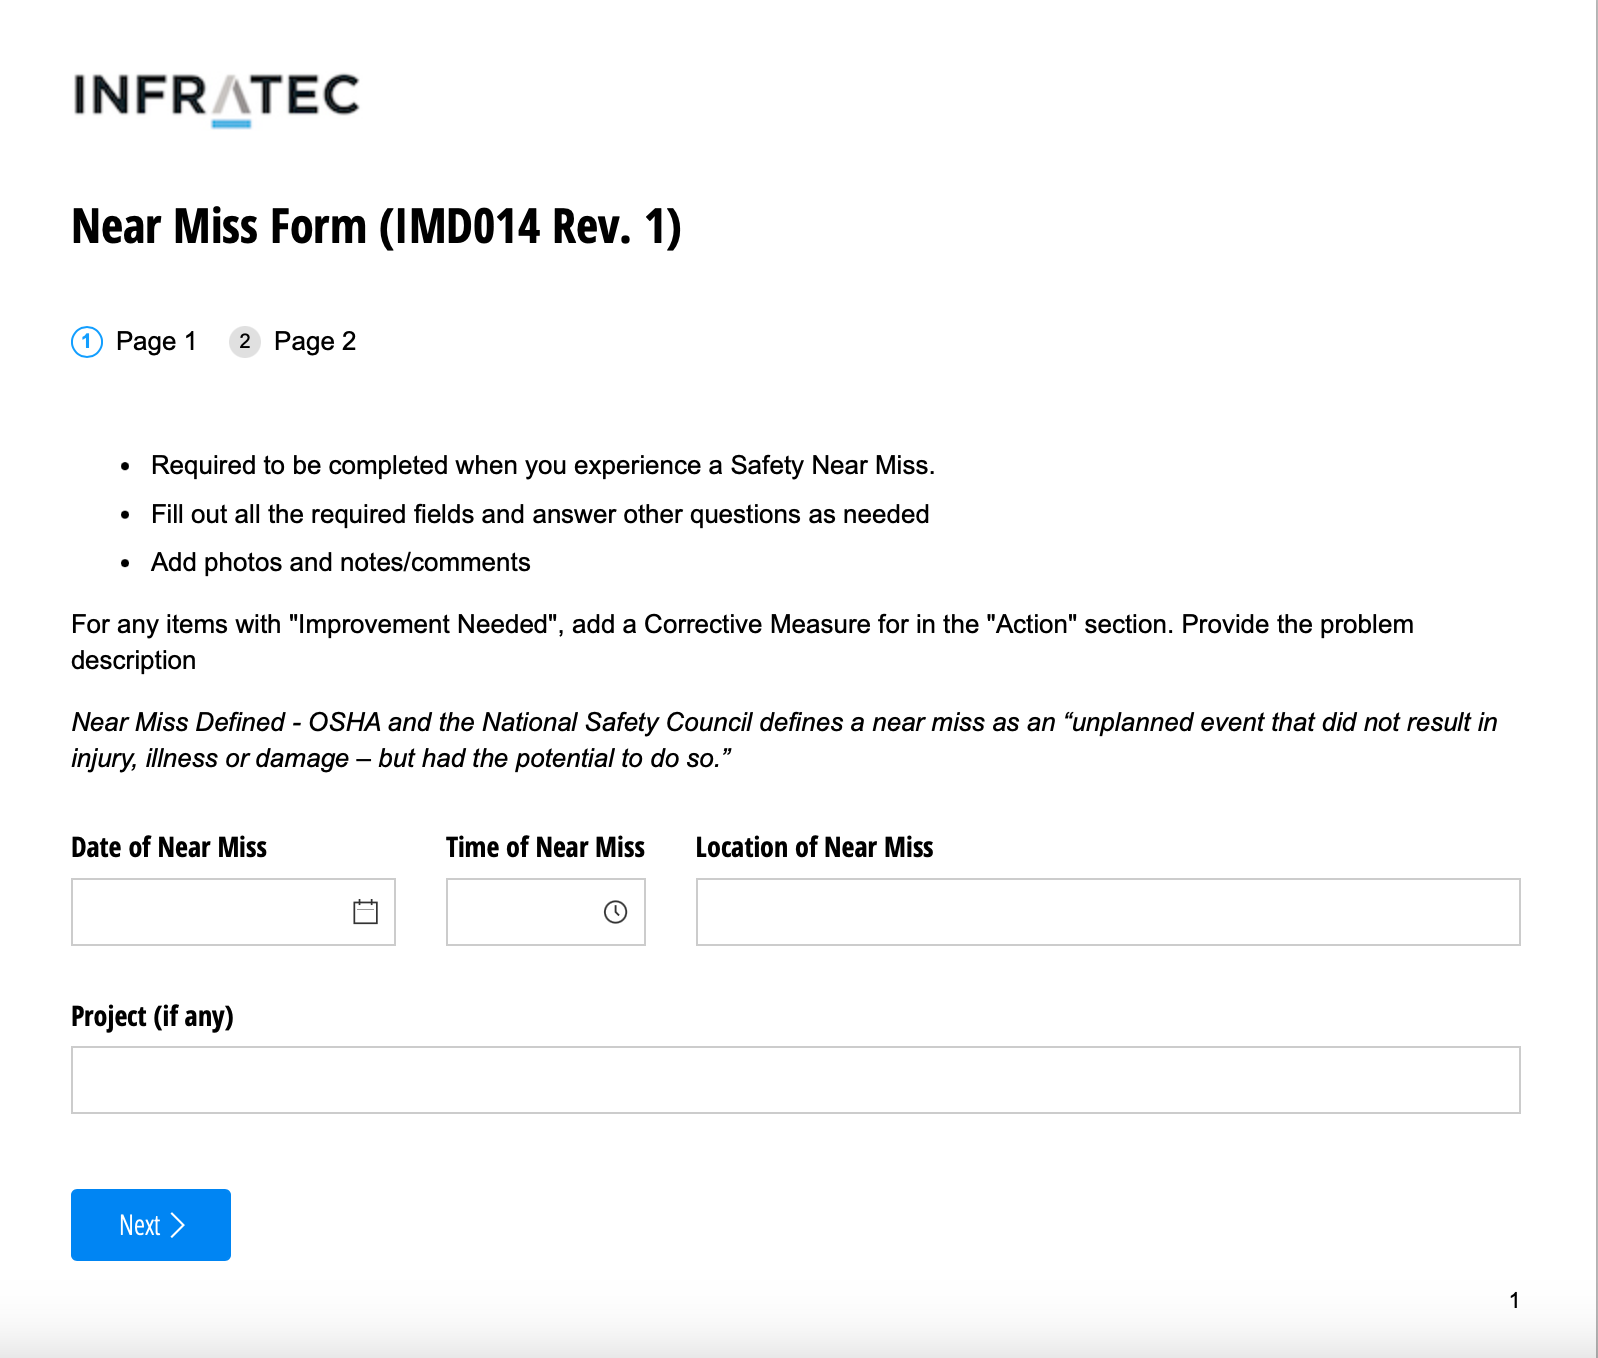 INFRATEC
Near Miss Form (IMD014 Rev. 1)
1 Page 1 2 Page 2
• Required to be completed when you experience a Safety Near Miss.
• Fill out all the required fields and answer other questions as needed
• Add photos and notes/comments
For any items with "Improvement Needed", add a Corrective Measure for in the "Action" section. Provide the problem
description
Near Miss Defined - OSHA and the National Safety Council defines a near miss as an “unplanned event that did not result in
injury, illness or damage – but had the potential to do so.”
Date of Near Miss Time of Near Miss Location of Near Miss
Project (if any)
Next
1